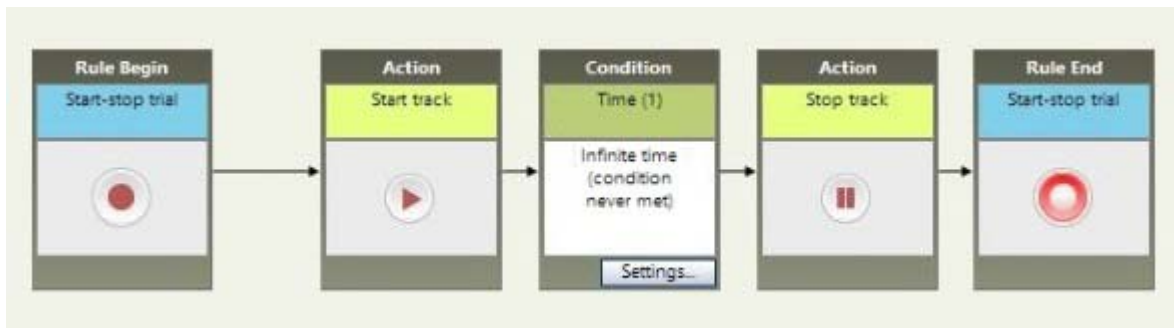 Rule Begin
Start-stop trial
Action
Start track
Condition
Time (1)
Infinite time
(condition
never met)
Settings...
Action
Stop track
Rule End
Start-stop trial